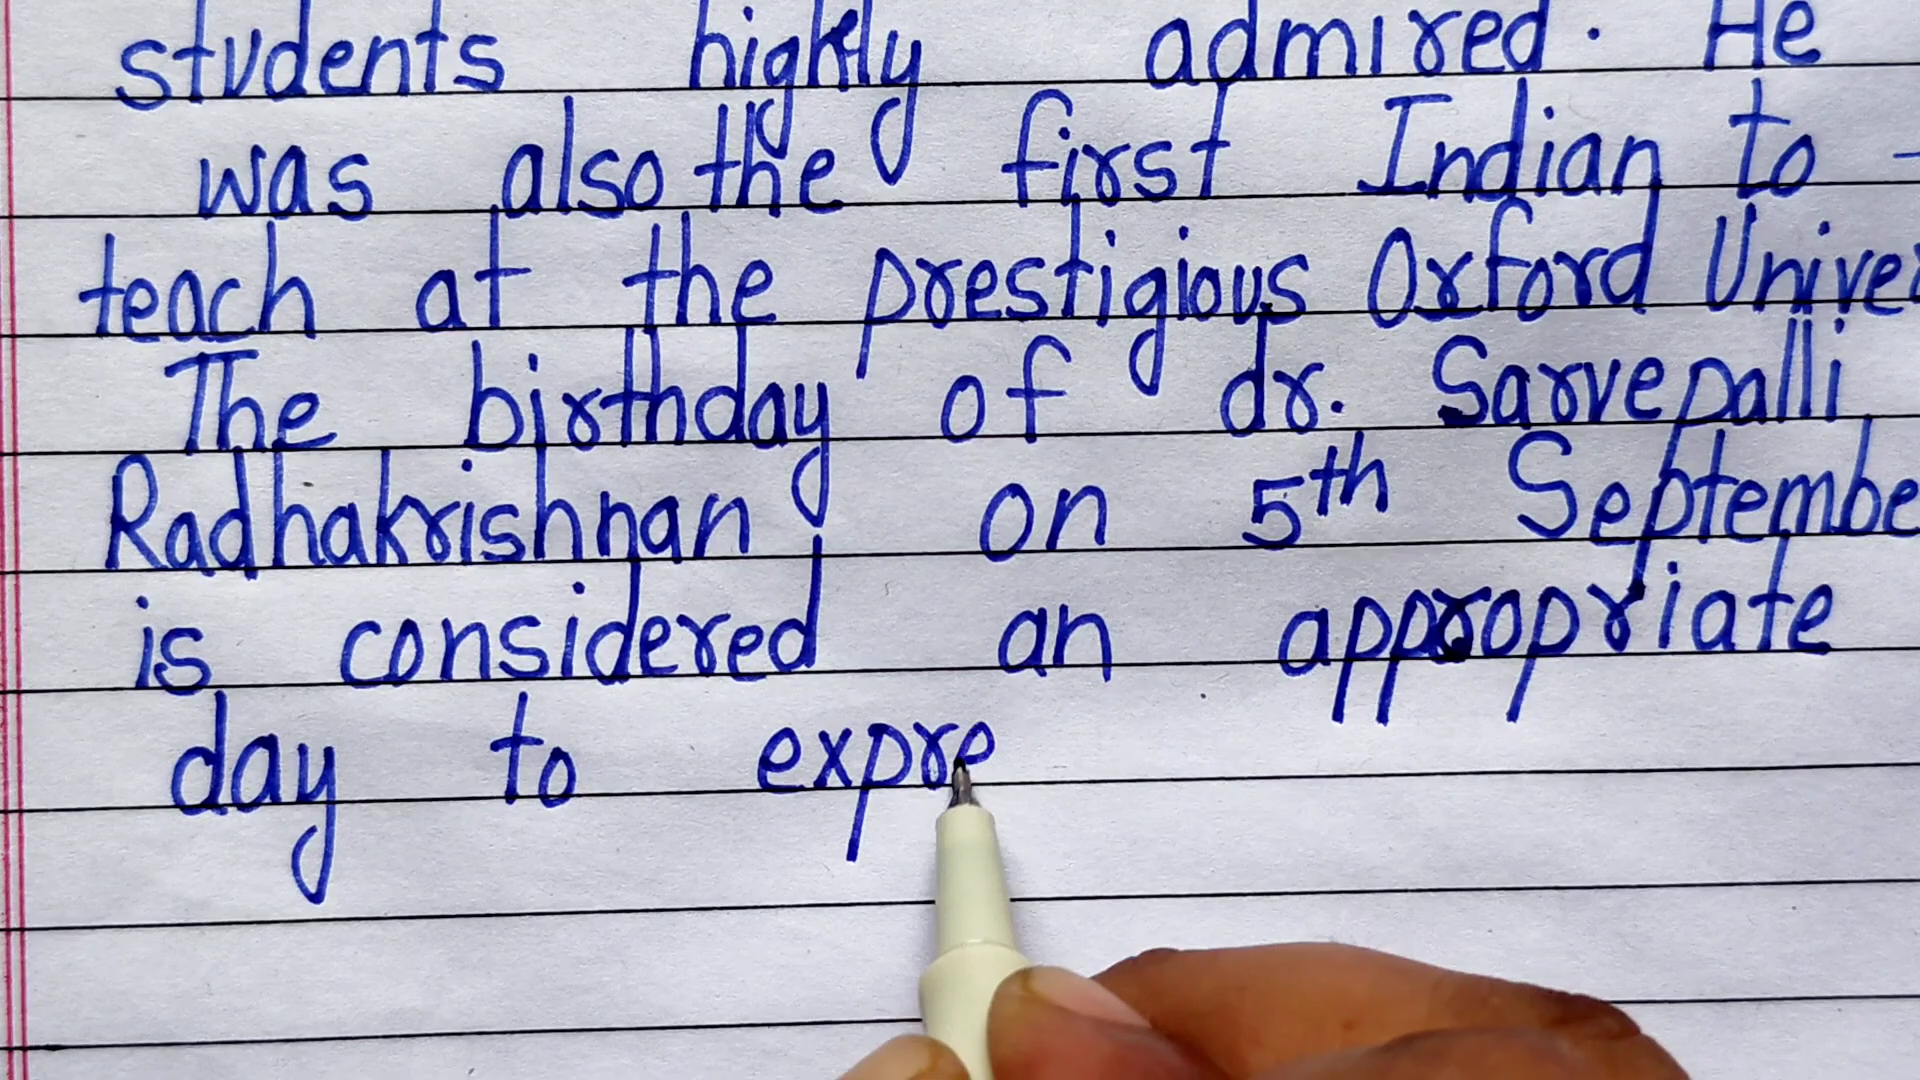 students highly admired. He
was also the first Indian to
teach at the prestigious Oxford Univer
The birthday of dr. Sarvepalli
Radhakrishnan on 5th Septembe
is considered an appropriate
day to expre